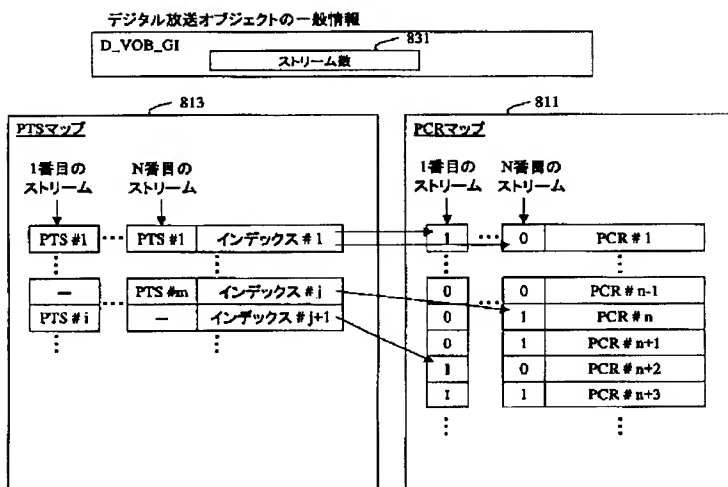 デジタル放送オブジェクトの一般情報
D_VOB_GI
831
ストリーム数
813
811
PTSマップ
PCRマップ
1番目の
ストリーム
N番目の
ストリーム
1番目の
ストリーム
N番目の
ストリーム
PTS #1 … PTS #1 インデックス # 1
1 … 0 PCR # 1
— … PTS #m インデックス # j
PTS # i — インデックス # j+1
0 … 0 PCR # n-1
0 1 PCR # n
0 1 PCR # n+1
1 0 PCR # n+2
1 1 PCR # n+3